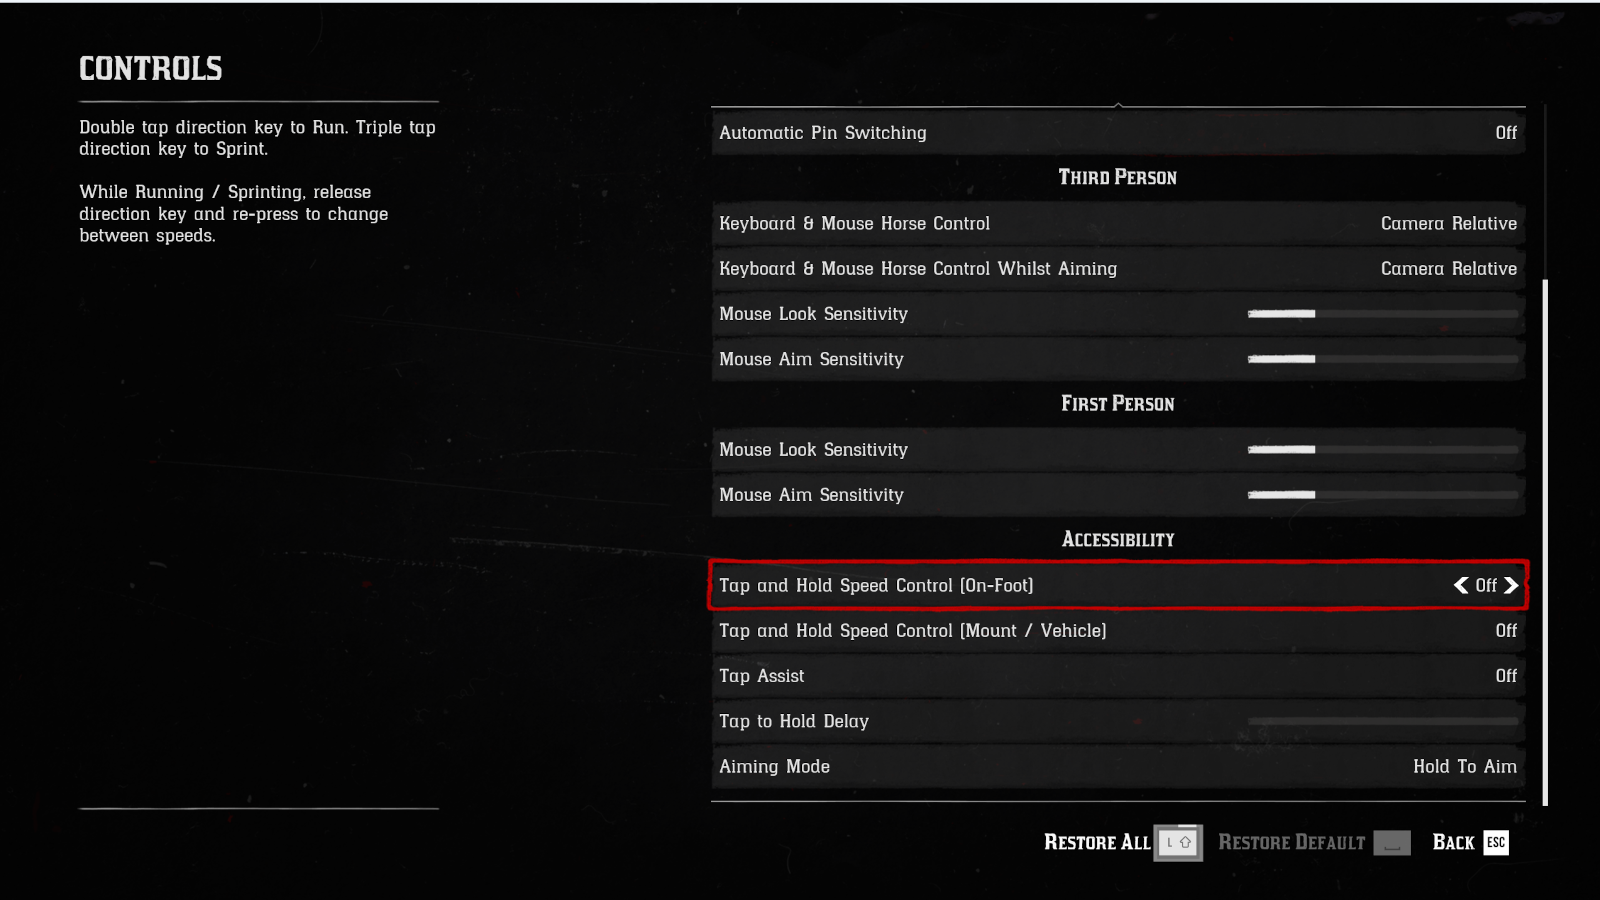 CONTROLS
Double tap direction key to Run. Triple tap
direction key to Sprint.
While Running / Sprinting, release
direction key and re-press to change
between speeds.
Automatic Pin Switching Off
THIRD PERSON
Keyboard & Mouse Horse Control Camera Relative
Keyboard & Mouse Horse Control Whilst Aiming Camera Relative
Mouse Look Sensitivity
Mouse Aim Sensitivity
FIRST PERSON
Mouse Look Sensitivity
Mouse Aim Sensitivity
ACCESSIBILITY
Tap and Hold Speed Control (On-Foot) Off
Tap and Hold Speed Control (Mount / Vehicle) Off
Tap Assist Off
Tap to Hold Delay
Aiming Mode Hold To Aim
RESTORE ALL L ⇧ RESTORE DEFAULT BACK ESC